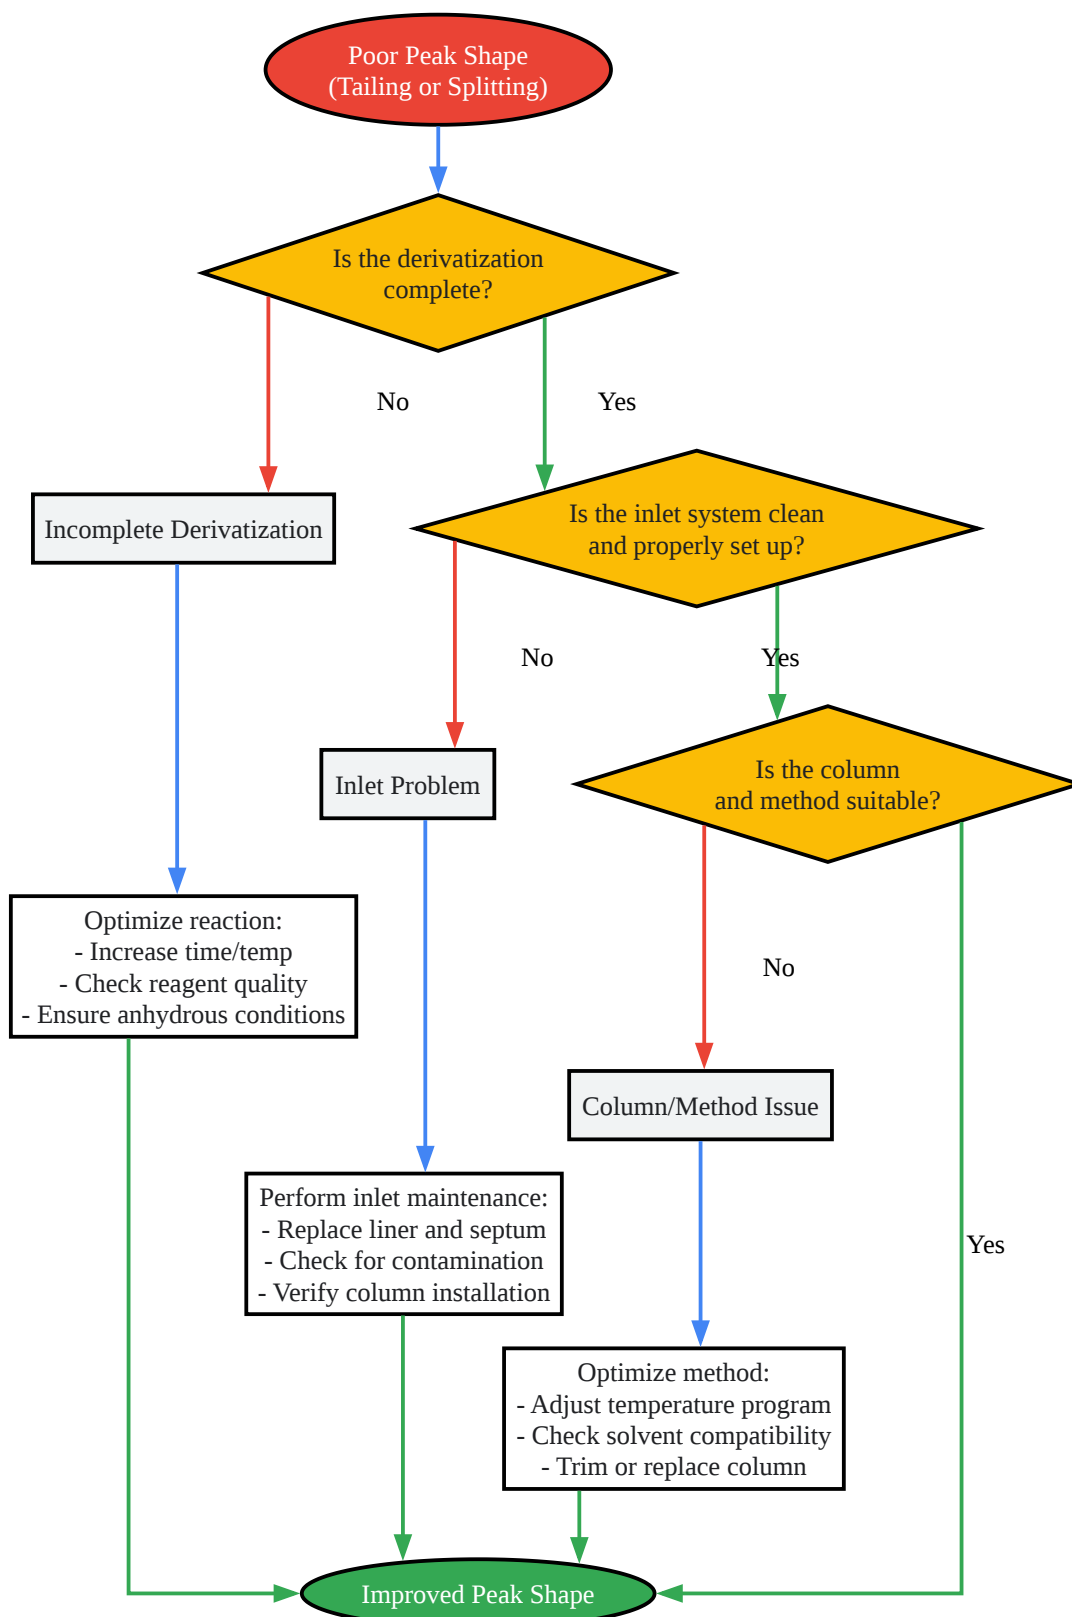 Poor Peak Shape
(Tailing or Splitting)
Is the derivatization
complete?
No
Yes
Incomplete Derivatization
Is the inlet system clean
and properly set up?
No
Yes
Inlet Problem
Is the column
and method suitable?
Optimize reaction:
- Increase time/temp
- Check reagent quality
- Ensure anhydrous conditions
No
Column/Method Issue
Perform inlet maintenance:
- Replace liner and septum
- Check for contamination
- Verify column installation
Yes
Optimize method:
- Adjust temperature program
- Check solvent compatibility
- Trim or replace column
Improved Peak Shape